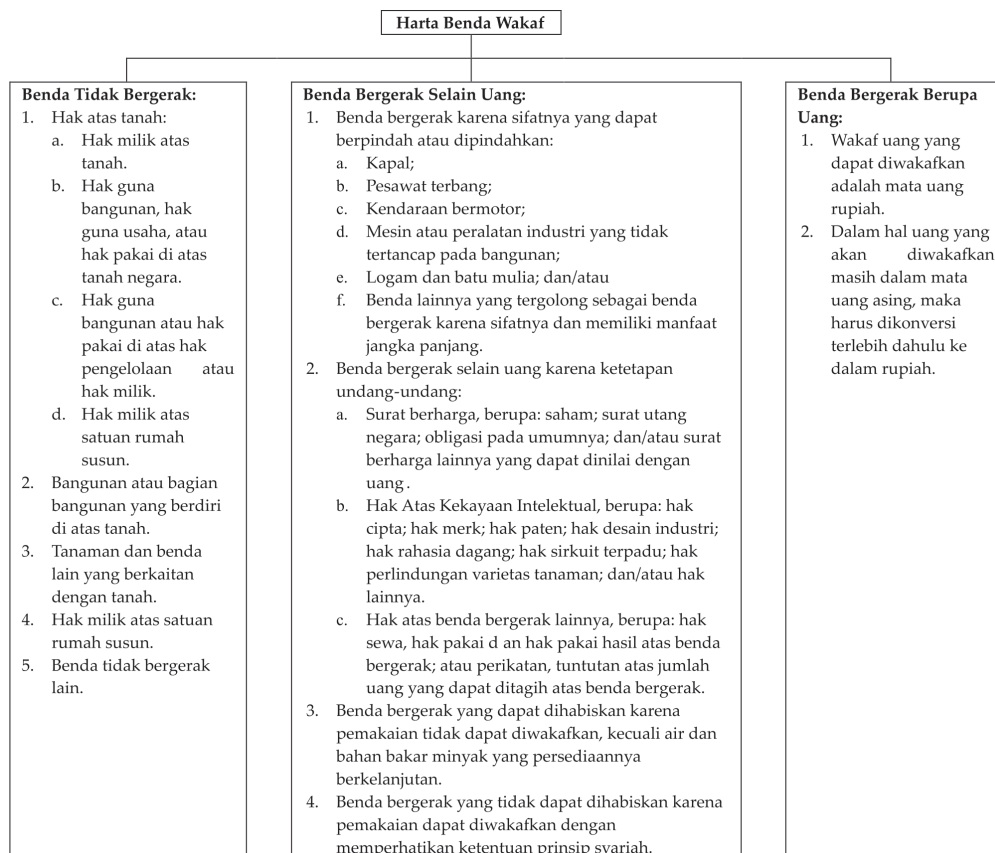 Harta Benda Wakaf
Benda Tidak Bergerak:
1. Hak atas tanah:
a. Hak milik atas
tanah.
b. Hak guna
bangunan, hak
guna usaha, atau
hak pakai di atas
tanah negara.
c. Hak guna
bangunan atau hak
pakai di atas hak
pengelolaan atau
hak milik.
d. Hak milik atas
satuan rumah
susun.
2. Bangunan atau bagian
bangunan yang berdiri
di atas tanah.
3. Tanaman dan benda
lain yang berkaitan
dengan tanah.
4. Hak milik atas satuan
rumah susun.
5. Benda tidak bergerak
lain.
Benda Bergerak Selain Uang:
1. Benda bergerak karena sifatnya yang dapat
berpindah atau dipindahkan:
a. Kapal;
b. Pesawat terbang;
c. Kendaraan bermotor;
d. Mesin atau peralatan industri yang tidak
tertancap pada bangunan;
e. Logam dan batu mulia; dan/atau
f. Benda lainnya yang tergolong sebagai benda
bergerak karena sifatnya dan memiliki manfaat
jangka panjang.
2. Benda bergerak selain uang karena ketetapan
undang-undang:
a. Surat berharga, berupa: saham; surat utang
negara; obligasi pada umumnya; dan/atau surat
berharga lainnya yang dapat dinilai dengan
uang .
b. Hak Atas Kekayaan Intelektual, berupa: hak
cipta; hak merk; hak paten; hak desain industri;
hak rahasia dagang; hak sirkuit terpadu; hak
perlindungan varietas tanaman; dan/atau hak
lainnya.
c. Hak atas benda bergerak lainnya, berupa: hak
sewa, hak pakai d an hak pakai hasil atas benda
bergerak; atau perikatan, tuntutan atas jumlah
uang yang dapat ditagih atas benda bergerak.
3. Benda bergerak yang dapat dihabiskan karena
pemakaian tidak dapat diwakafkan, kecuali air dan
bahan bakar minyak yang persediaannya
berkelanjutan.
4. Benda bergerak yang tidak dapat dihabiskan karena
pemakaian dapat diwakafkan dengan
memperhatikan ketentuan prinsip syariah.
Benda Bergerak Berupa
Uang:
1. Wakaf uang yang
dapat diwakafkan
adalah mata uang
rupiah.
2. Dalam hal uang yang
akan diwakafkan
masih dalam mata
uang asing, maka
harus dikonversi
terlebih dahulu ke
dalam rupiah.